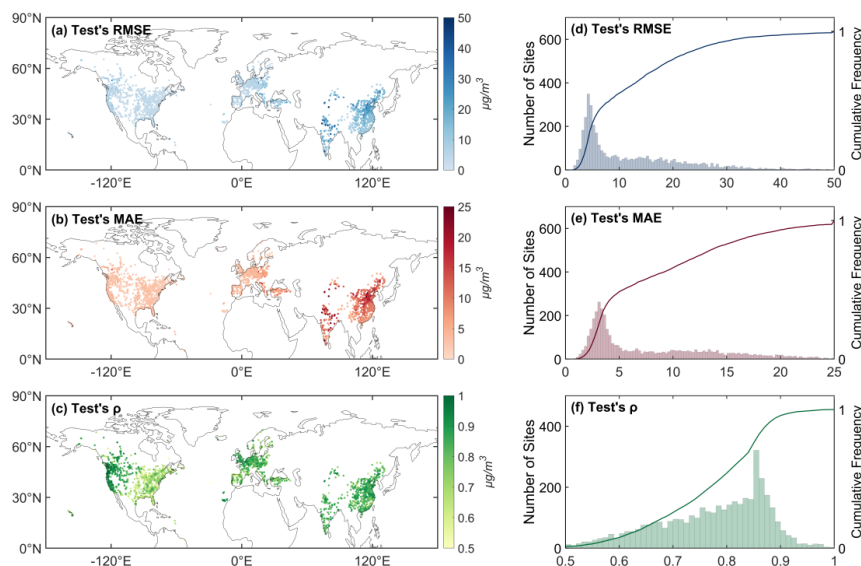 (a) Test's RMSE
90°N
60°N
30°N
0°N
-120°E
0°E
120°E
50
40
30
20
10
0
μg/m³
(d) Test's RMSE
Number of Sites
600
400
200
0
0
10
20
30
40
50
1
0
Cumulative Frequency
(b) Test's MAE
90°N
60°N
30°N
0°N
-120°E
0°E
120°E
25
20
15
10
5
0
μg/m³
(e) Test's MAE
Number of Sites
600
400
200
0
0
5
10
15
20
25
1
0
Cumulative Frequency
(c) Test's ρ
90°N
60°N
30°N
0°N
-120°E
0°E
120°E
1
0.9
0.8
0.7
0.6
0.5
μg/m³
(f) Test's ρ
Number of Sites
400
200
0
0.5
0.6
0.7
0.8
0.9
1
1
0
Cumulative Frequency